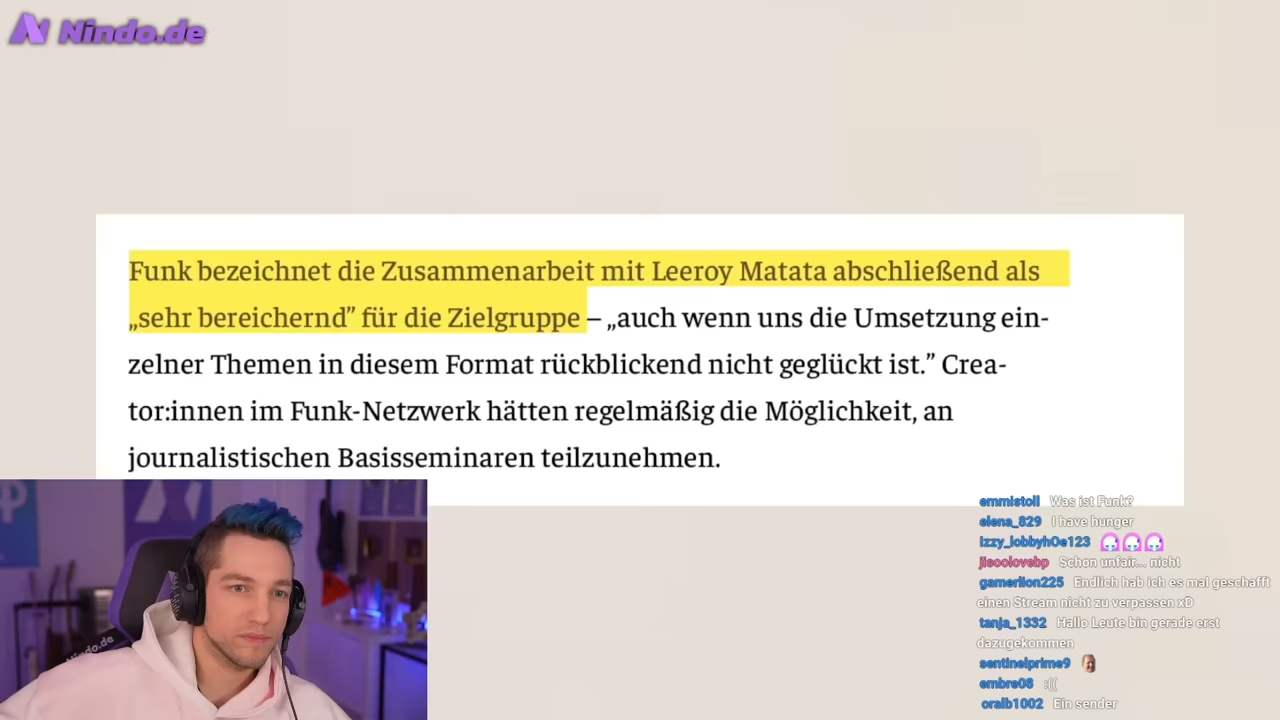 Nindo.de
Funk bezeichnet die Zusammenarbeit mit Leeroy Matata abschließend als
„sehr bereichernd” für die Zielgruppe – „auch wenn uns die Umsetzung ein-
zelner Themen in diesem Format rückblickend nicht geglückt ist.” Crea-
tor:innen im Funk-Netzwerk hätten regelmäßig die Möglichkeit, an
journalistischen Basisseminaren teilzunehmen.
emmistoll Was ist Funk?
elena_829 I have hunger
izzy_lobbyh0e123
jisoolovebp Schon unfair... nicht
gamerlion225 Endlich hab ich es mal geschafft
einen Stream nicht zu verpassen xD
tanja_1332 Hallo Leute bin gerade erst
dazugekommen
sentinelprime9
embre08 :((
oralb1002 Ein sender
Nindo.de